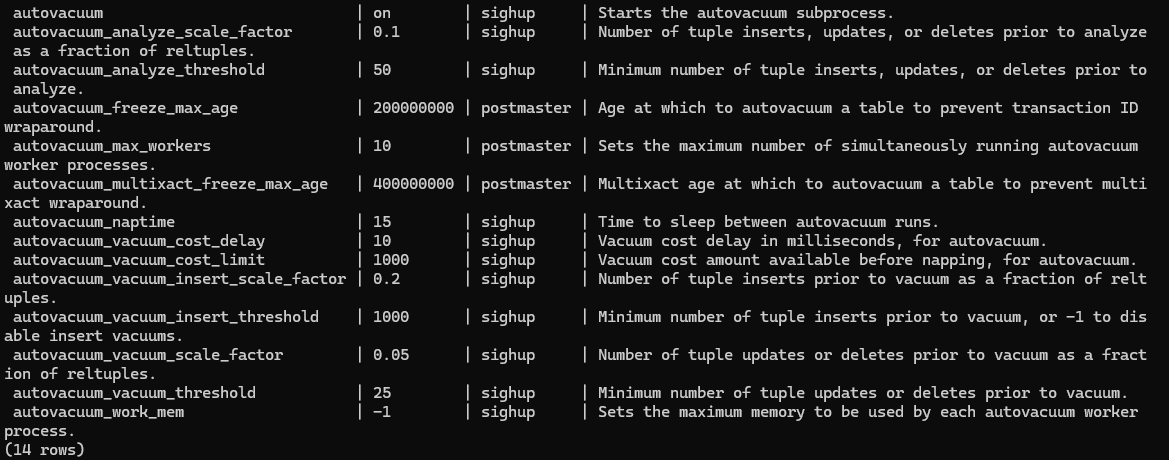 autovacuum                            | on        | sighup     | Starts the autovacuum subprocess.
autovacuum_analyze_scale_factor       | 0.1       | sighup     | Number of tuple inserts, updates, or deletes prior to analyze
as a fraction of reltuples.
autovacuum_analyze_threshold          | 50        | sighup     | Minimum number of tuple inserts, updates, or deletes prior to
analyze.
autovacuum_freeze_max_age             | 200000000 | postmaster | Age at which to autovacuum a table to prevent transaction ID
wraparound.
autovacuum_max_workers                | 10        | postmaster | Sets the maximum number of simultaneously running autovacuum
worker processes.
autovacuum_multixact_freeze_max_age   | 400000000 | postmaster | Multixact age at which to autovacuum a table to prevent multi
xact wraparound.
autovacuum_naptime                    | 15        | sighup     | Time to sleep between autovacuum runs.
autovacuum_vacuum_cost_delay          | 10        | sighup     | Vacuum cost delay in milliseconds, for autovacuum.
autovacuum_vacuum_cost_limit          | 1000      | sighup     | Vacuum cost amount available before napping, for autovacuum.
autovacuum_vacuum_insert_scale_factor | 0.2       | sighup     | Number of tuple inserts prior to vacuum as a fraction of relt
uples.
autovacuum_vacuum_insert_threshold    | 1000      | sighup     | Minimum number of tuple inserts prior to vacuum, or -1 to dis
able insert vacuums.
autovacuum_vacuum_scale_factor        | 0.05      | sighup     | Number of tuple updates or deletes prior to vacuum as a fract
ion of reltuples.
autovacuum_vacuum_threshold           | 25        | sighup     | Minimum number of tuple updates or deletes prior to vacuum.
autovacuum_work_mem                   | -1        | sighup     | Sets the maximum memory to be used by each autovacuum worker
process.
(14 rows)